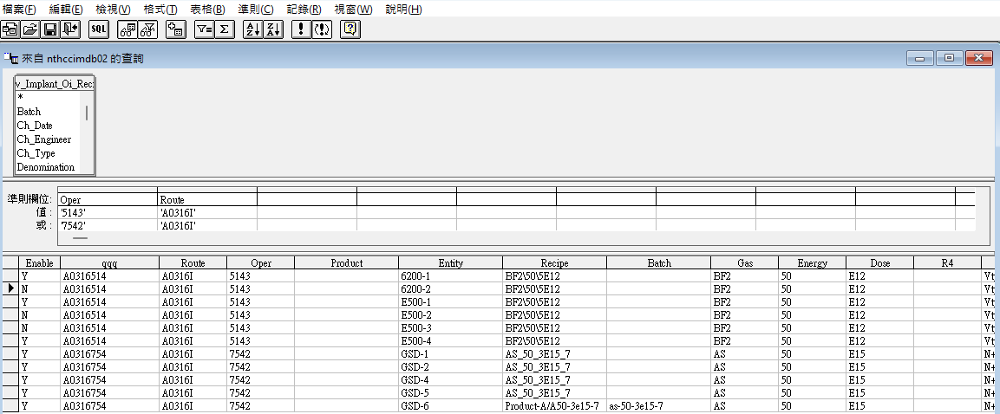 檔案(F) 編輯(E) 檢視(V) 格式(T) 表格(B) 準則(C) 記錄(R) 視窗(W) 說明(H)
SQL
來自 nthccimdb02 的查詢
v_Implant_Oi_Reci
*
Batch
Ch_Date
Ch_Engineer
Ch_Type
Denomination
準則欄位: Oper Route
值: '5143' 'A0316I'
或: '7542' 'A0316I'
Enable qqq Route Oper Product Entity Recipe Batch Gas Energy Dose R4
Y A0316514 A0316I 5143 6200-1 BF2\50\5E12 BF2 50 E12
N A0316514 A0316I 5143 6200-2 BF2\50\5E12 BF2 50 E12
Y A0316514 A0316I 5143 E500-1 BF2\50\5E12 BF2 50 E12
N A0316514 A0316I 5143 E500-2 BF2\50\5E12 BF2 50 E12
N A0316514 A0316I 5143 E500-3 BF2\50\5E12 BF2 50 E12
Y A0316514 A0316I 5143 E500-4 BF2\50\5E12 BF2 50 E12
Y A0316754 A0316I 7542 GSD-1 AS_50_3E15_7 AS 50 E15 N+
Y A0316754 A0316I 7542 GSD-2 AS_50_3E15_7 AS 50 E15 N+
Y A0316754 A0316I 7542 GSD-4 AS_50_3E15_7 AS 50 E15 N+
Y A0316754 A0316I 7542 GSD-5 AS_50_3E15_7 AS 50 E15 N+
Y A0316754 A0316I 7542 GSD-6 Product-A/A50-3e15-7 as-50-3e15-7 AS 50 E15 N+